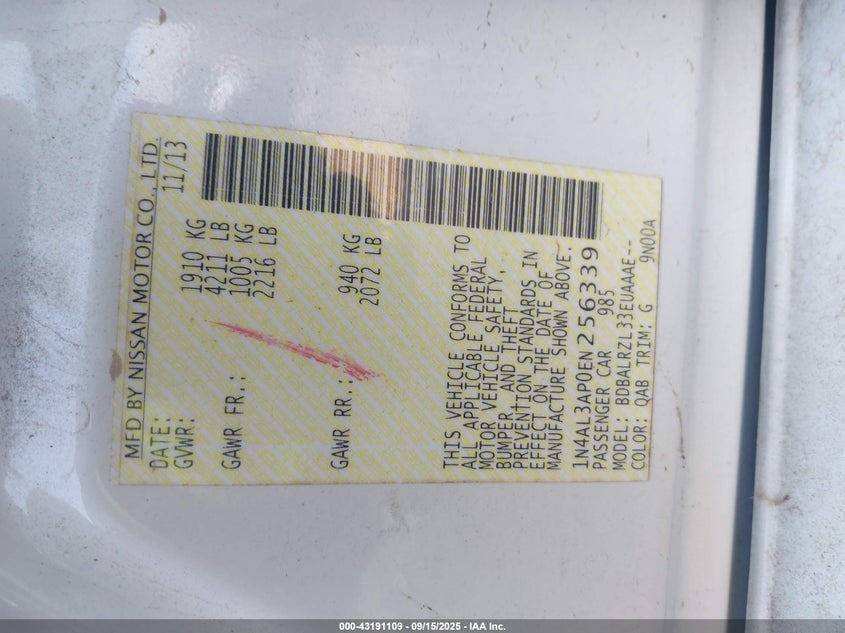 MFD BY NISSAN MOTOR CO., LTD.
DATE: 11/13
GVWR: 1910 KG
4211 LB
GAWR FR.: 1005 KG
2216 LB
GAWR RR.: 940 KG
2072 LB
THIS VEHICLE CONFORMS TO
ALL APPLICABLE FEDERAL
MOTOR VEHICLE SAFETY,
BUMPER, AND THEFT
PREVENTION STANDARDS IN
EFFECT ON THE DATE OF
MANUFACTURE SHOWN ABOVE.
1N4AL3AP0EN256339
PASSENGER CAR 985
MODEL: BDBALRZL33EUAAAE--
COLOR: QAB TRIM: G 9N00A
000-43191109 - 09/15/2025 - IAA Inc.